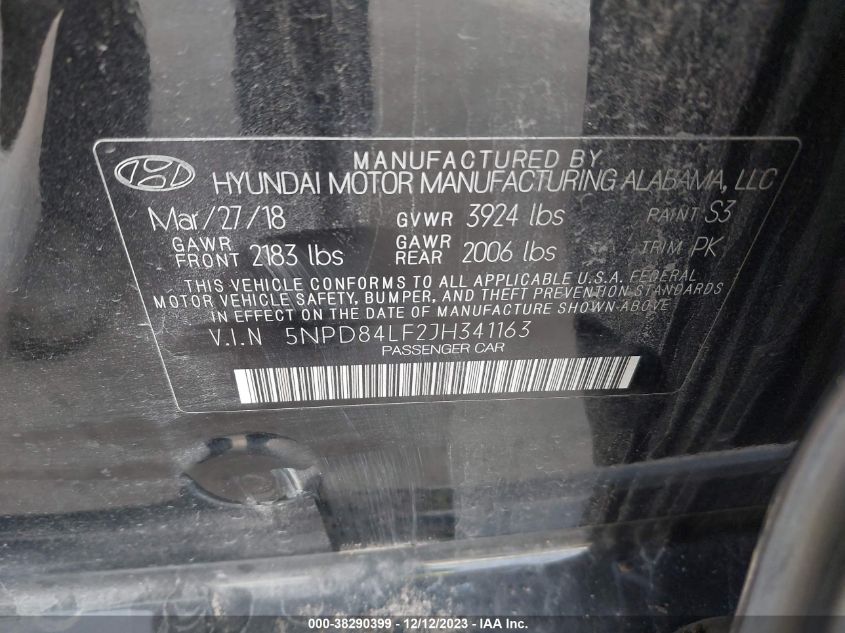 MANUFACTURED BY
HYUNDAI MOTOR MANUFACTURING ALABAMA, LLC
Mar/27/18 GVWR 3924 lbs PAINT S3
GAWR FRONT 2183 lbs GAWR REAR 2006 lbs TRIM PK
THIS VEHICLE CONFORMS TO ALL APPLICABLE U.S.A. FEDERAL
MOTOR VEHICLE SAFETY, BUMPER, AND THEFT PREVENTION STANDARDS
IN EFFECT ON THE DATE OF MANUFACTURE SHOWN ABOVE
V.I.N 5NPD84LF2JH341163
PASSENGER CAR
000-38290399 - 12/12/2023 - -